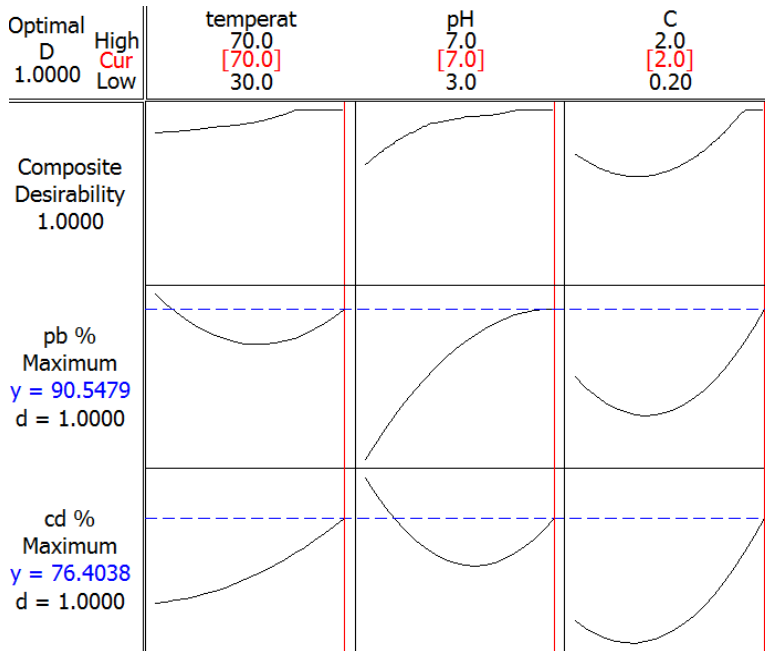 Optimal
D
1.0000
High
Cur
Low
temperat
70.0
[70.0]
30.0
pH
7.0
[7.0]
3.0
C
2.0
[2.0]
0.20
Composite
Desirability
1.0000
pb %
Maximum
y = 90.5479
d = 1.0000
cd %
Maximum
y = 76.4038
d = 1.0000